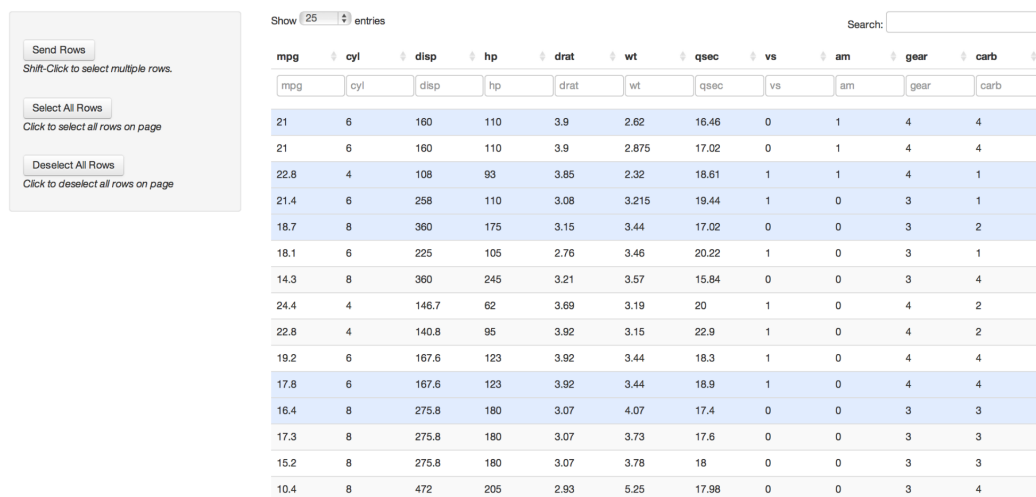 Send Rows
Shift-Click to select multiple rows.
Select All Rows
Click to select all rows on page
Deselect All Rows
Click to deselect all rows on page
Show 25 entries
Search:
mpg cyl disp hp drat wt qsec vs am gear carb
mpg cyl disp hp drat wt qsec vs am gear carb
21 6 160 110 3.9 2.62 16.46 0 1 4 4
21 6 160 110 3.9 2.875 17.02 0 1 4 4
22.8 4 108 93 3.85 2.32 18.61 1 1 4 1
21.4 6 258 110 3.08 3.215 19.44 1 0 3 1
18.7 8 360 175 3.15 3.44 17.02 0 0 3 2
18.1 6 225 105 2.76 3.46 20.22 1 0 3 1
14.3 8 360 245 3.21 3.57 15.84 0 0 3 4
24.4 4 146.7 62 3.69 3.19 20 1 0 4 2
22.8 4 140.8 95 3.92 3.15 22.9 1 0 4 2
19.2 6 167.6 123 3.92 3.44 18.3 1 0 4 4
17.8 6 167.6 123 3.92 3.44 18.9 1 0 4 4
16.4 8 275.8 180 3.07 4.07 17.4 0 0 3 3
17.3 8 275.8 180 3.07 3.73 17.6 0 0 3 3
15.2 8 275.8 180 3.07 3.78 18 0 0 3 3
10.4 8 472 205 2.93 5.25 17.98 0 0 3 4